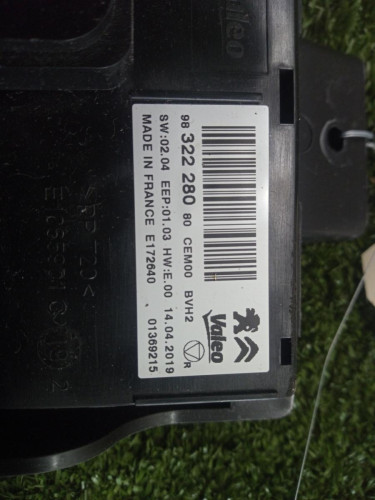 98 322 280 80 CEM00 BVH2
SW:02.04 EEP:01.03 HW:E.00 14.04.2019
MADE IN FRANCE E172640 , 01369215
R
Valeo
Valeo